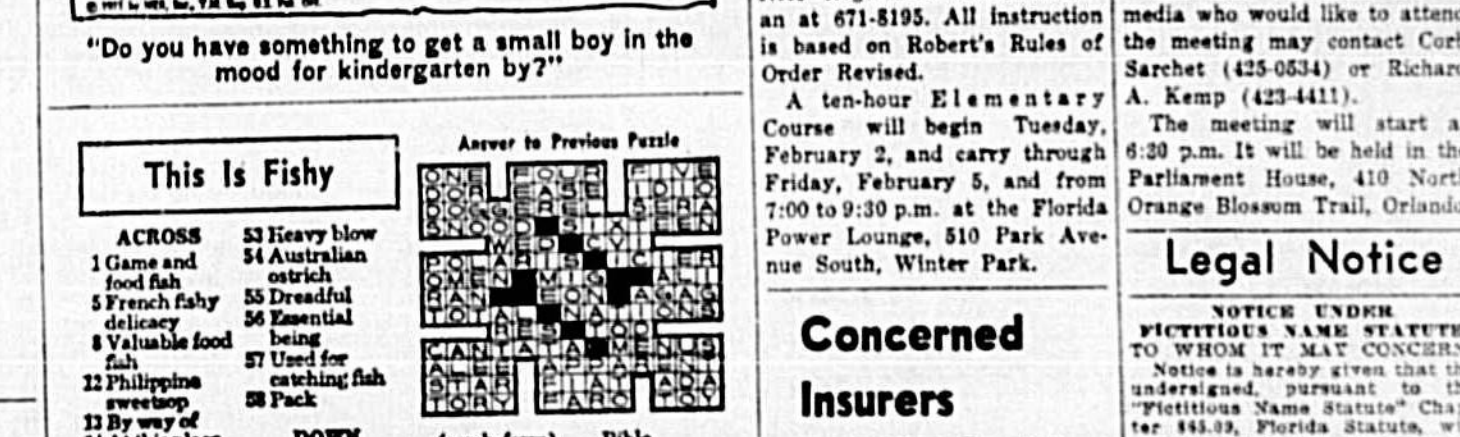 "Do you have something to get a small boy in the
mood for kindergarten by?"
This Is Fishy
ACROSS
1 Game and
food fish
5 French fishy
delicacy
8 Valuable food
fish
12 Philippine
sweetsop
13 By way of
53 Heavy blow
54 Australian
ostrich
55 Dreadful
56 Essential
being
57 Used for
catching fish
58 Pack
DOWN
Answer to Previous Puzzle
ONE FOUR FIVE
an at 671-8195. All instruction
is based on Robert's Rules of
Order Revised.
A ten-hour Elementary
Course will begin Tuesday,
February 2, and carry through
Friday, February 5, and from
7:00 to 9:30 p.m. at the Florida
Power Lounge, 510 Park Ave-
nue South, Winter Park.
Concerned
Insurers
media who would like to attend
the meeting may contact
Sarchet (425-0534) or
A. Kemp (423-4411).
The meeting will start
6:30 p.m. It will be held in
Parliament House, 410
Orange Blossom Trail,
Legal Notice
NOTICE UNDER
FICTITIOUS NAME STATUTE
TO WHOM IT MAY CONCERN
Notice is hereby given that
undersigned, pursuant to
"Fictitious Name Statute"
ter 865.09, Florida Statute,